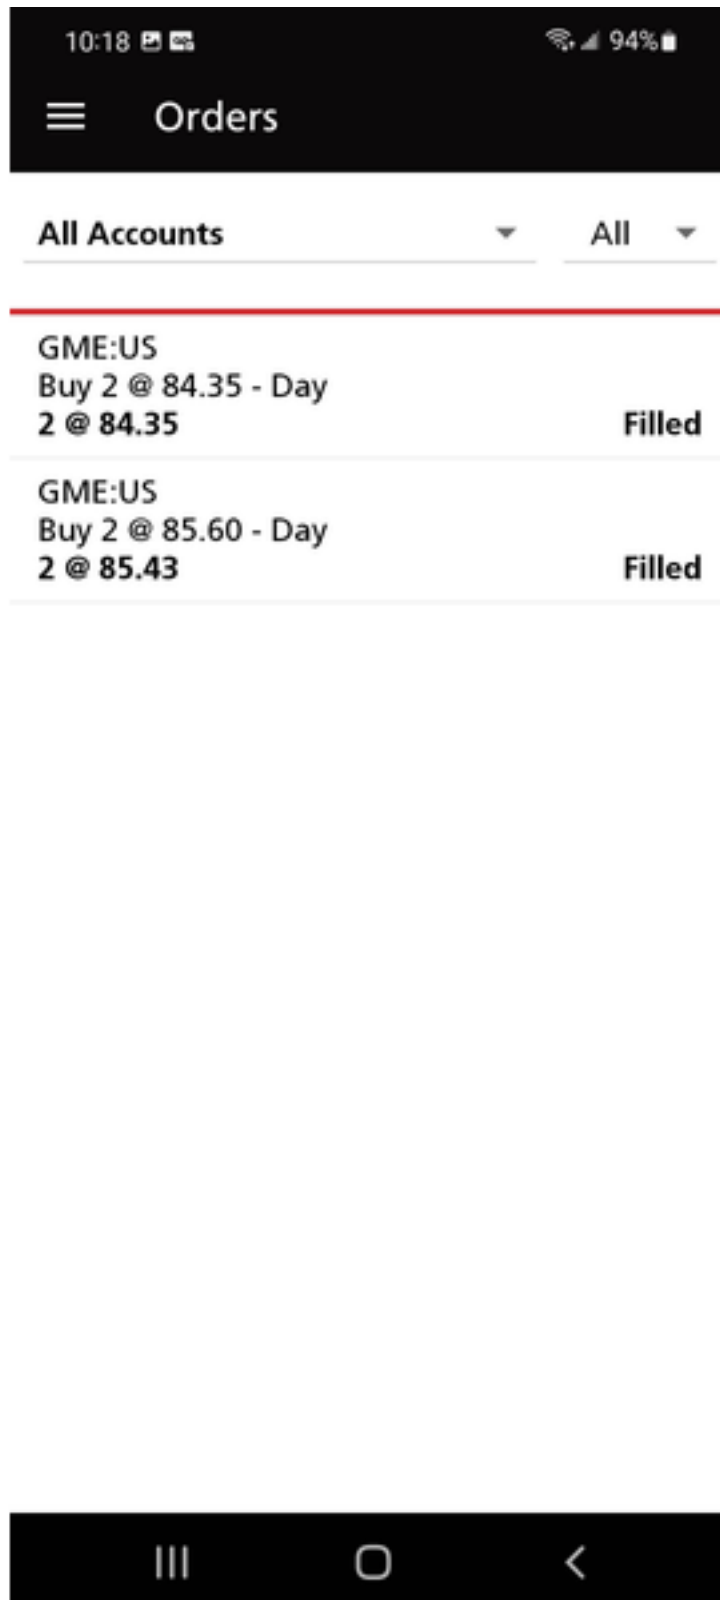 10:18 94%
Orders
All Accounts All
GME:US
Buy 2 @ 84.35 - Day
2 @ 84.35 Filled
GME:US
Buy 2 @ 85.60 - Day
2 @ 85.43 Filled